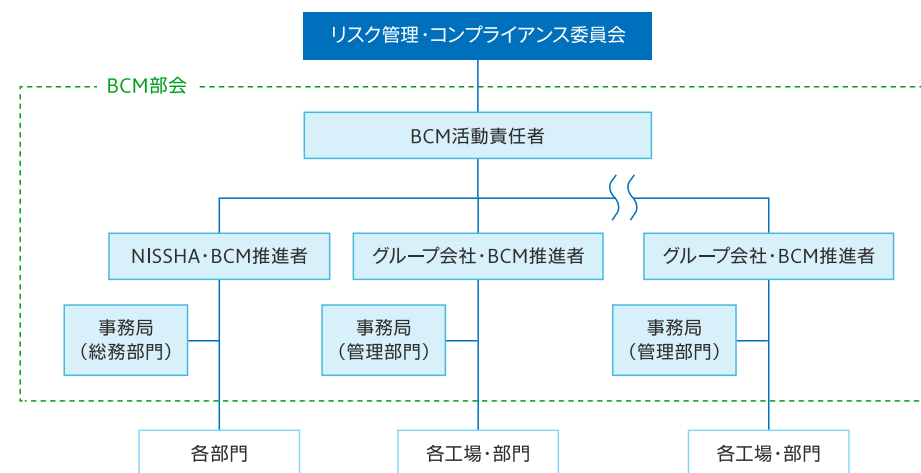 リスク管理・コンプライアンス委員会
BCM部会
BCM活動責任者
NISSHA・BCM推進者
グループ会社・BCM推進者
グループ会社・BCM推進者
事務局
（総務部門）
事務局
（管理部門）
事務局
（管理部門）
各部門
各工場・部門
各工場・部門